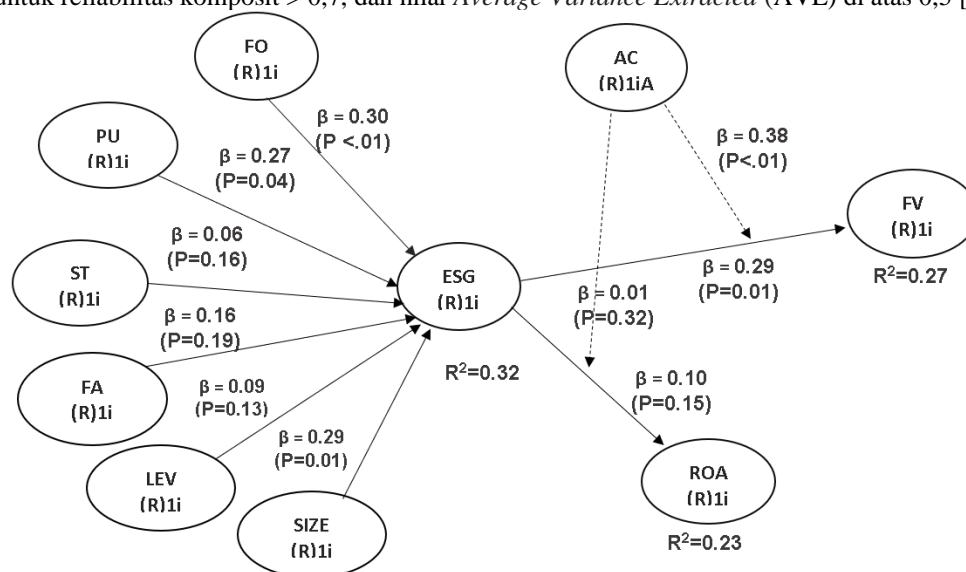 untuk reliabilitas komposit > 0,7, dan nilai Average Variance Extracted (AVE) di atas 0,5 [
FO
(R)1i
AC
(R)1iA
β = 0.30
(P <.01)
PU
(R)1i
β = 0.38
(P<.01)
β = 0.27
(P=0.04)
FV
(R)1i
β = 0.06
(P=0.16)
ST
(R)1i
ESG
(R)1i
β = 0.29
(P=0.01)
R²=0.27
β = 0.01
(P=0.32)
β = 0.16
(P=0.19)
R²=0.32
FA
(R)1i
β = 0.09
(P=0.13)
β = 0.10
(P=0.15)
β = 0.29
(P=0.01)
LEV
(R)1i
ROA
(R)1i
SIZE
(R)1i
R²=0.23